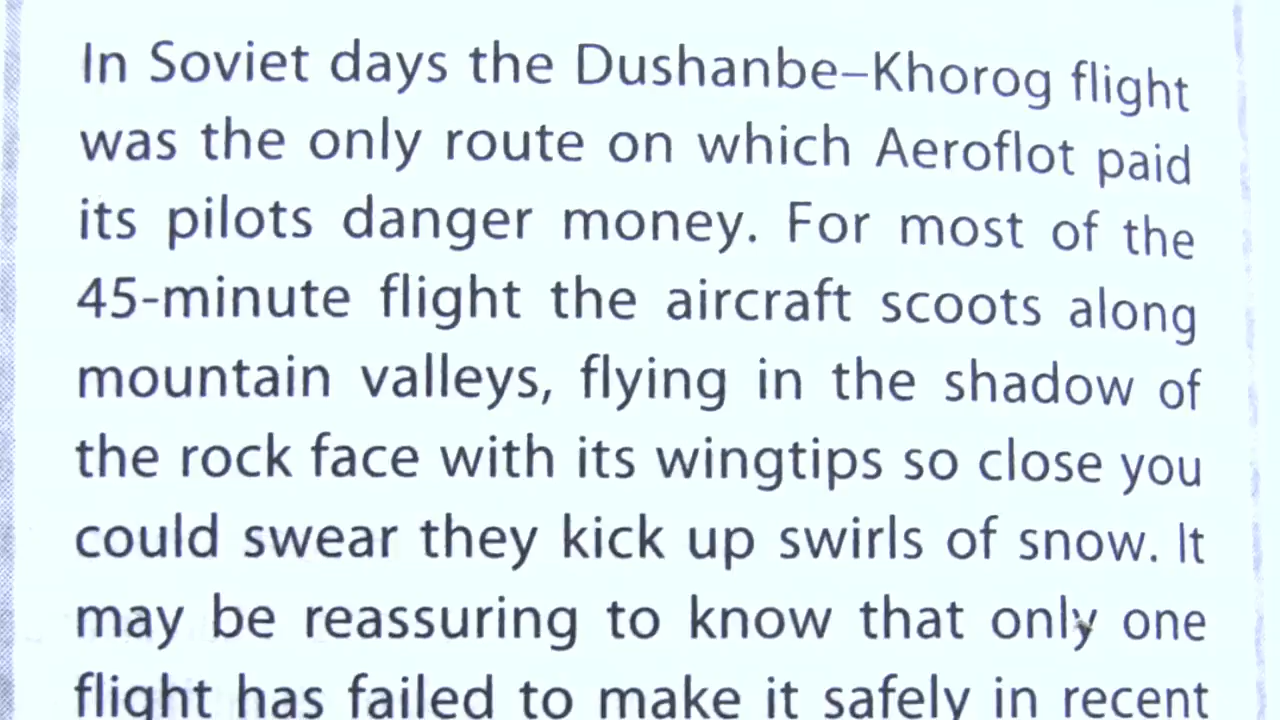 In Soviet days the Dushanbe–Khorog flight
was the only route on which Aeroflot paid
its pilots danger money. For most of the
45-minute flight the aircraft scoots along
mountain valleys, flying in the shadow of
the rock face with its wingtips so close you
could swear they kick up swirls of snow. It
may be reassuring to know that only one
flight has failed to make it safely in recent